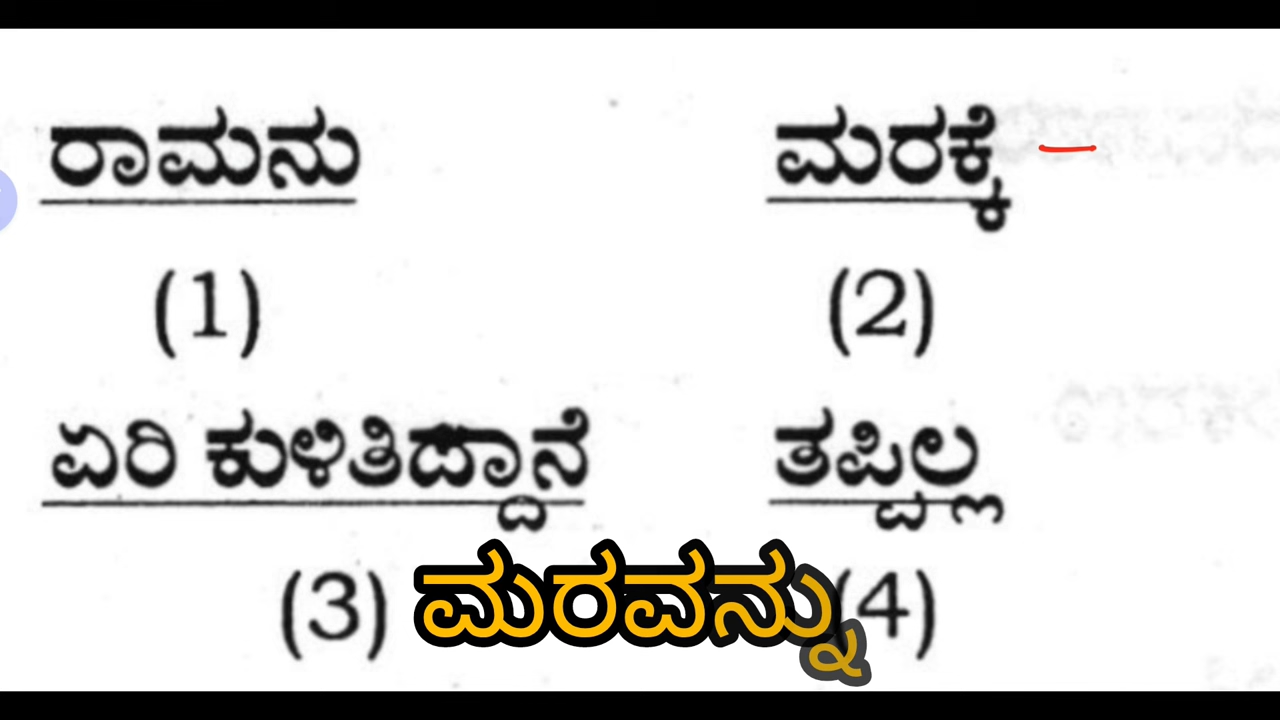 ರಾಮನು ಮರಕ್ಕೆ
(1) (2)
ಏರಿ ಕುಳಿತಿದ್ದಾನೆ ತಪ್ಪಿಲ್ಲ
(3) ಮರವನ್ನು (4)